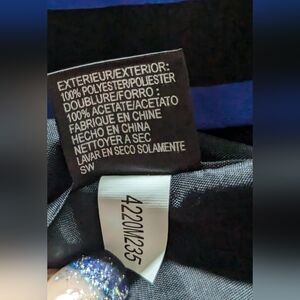 EXTERIEUR/EXTERIOR:
100% POLYESTER/POLIESTER
DOUBLURE/FORRO:
100% ACETATE/ACETATO
FABRIQUE EN CHINE
HECHO EN CHINA
NETTOYER A SEC
LAVAR EN SECO SOLAMENTE
SW
4220M235